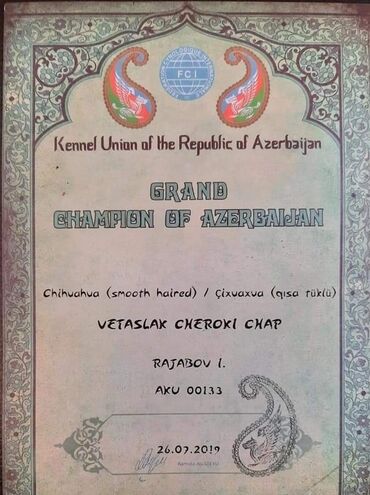 FCI
Kennel Union of the Republic of Azerbaijan
GRAND
CHAMPION OF AZERBAIJAN
Chihuahua (smooth haired) / Çixuaxua (qısa tüklü)
VETASLAK CHEROKI CHAP
RAJABOV I.
AKU 00133
26.07.2019